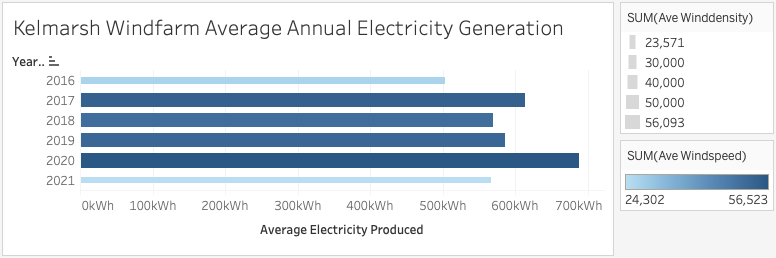 Kelmarsh Windfarm Average Annual Electricity Generation
Year..
2016
2017
2018
2019
2020
2021
0kWh 100kWh 200kWh 300kWh 400kWh 500kWh 600kWh 700kWh
Average Electricity Produced
SUM(Ave Winddensity)
23,571
30,000
40,000
50,000
56,093
SUM(Ave Windspeed)
24,302 56,523